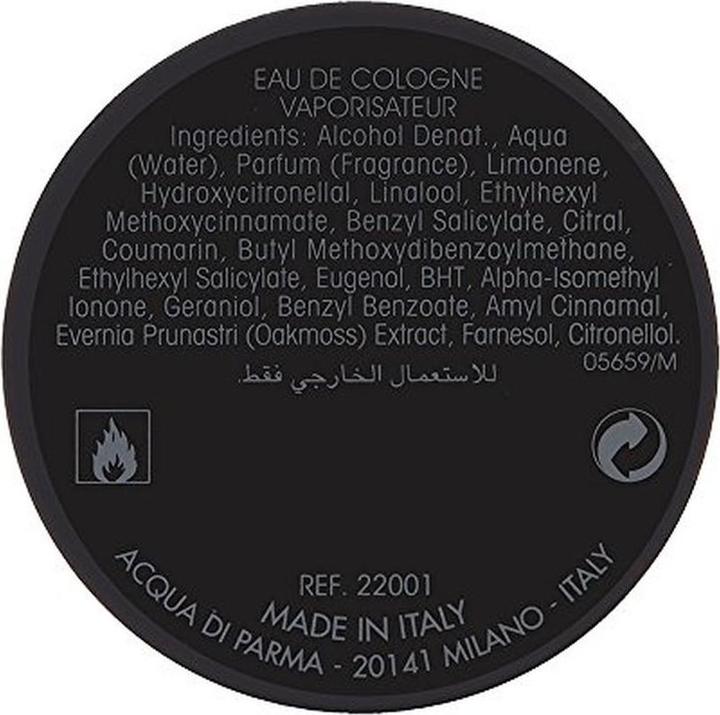 EAU DE COLOGNE
VAPORISATEUR
Ingredients: Alcohol Denat., Aqua
(Water), Parfum (Fragrance), Limonene,
Hydroxycitronellal, Linalool, Ethylhexyl
Methoxycinnamate, Benzyl Salicylate, Citral,
Coumarin, Butyl Methoxydibenzoylmethane,
Ethylhexyl Salicylate, Eugenol, BHT, Alpha-Isomethyl
Ionone, Geraniol, Benzyl Benzoate, Amyl Cinnamal,
Evernia Prunastri (Oakmoss) Extract, Farnesol, Citronellol.
05659/M
للاستعمال الخارجي فقط.
REF. 22001
MADE IN ITALY
ACQUA DI PARMA - 20141 MILANO - ITALY